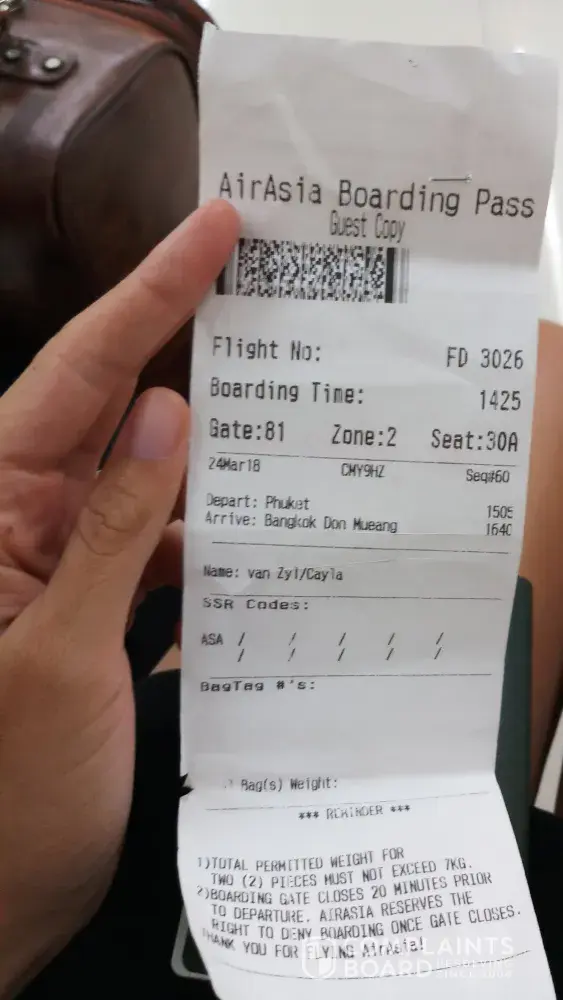 AirAsia Boarding Pass
Guest Copy
Flight No: FD 3026
Boarding Time: 1425
Gate:81 Zone:2 Seat:30A
24Mar18 CMY9HZ Seq#60
Depart: Phuket 1505
Arrive: Bangkok Don Mueang 1640
Name: van Zyl/Cayla
SSR Codes:
ASA / / / / /
/ / / / /
BagTag #'s:
Bag(s) Weight:
*** REMINDER ***
1)TOTAL PERMITTED WEIGHT FOR
TWO (2) PIECES MUST NOT EXCEED 7KG.
2)BOARDING GATE CLOSES 20 MINUTES PRIOR
TO DEPARTURE. AIRASIA RESERVES THE
RIGHT TO DENY BOARDING ONCE GATE CLOSES.
THANK YOU FOR FLYING AirAsia!
COMPLAINTS
BOARD